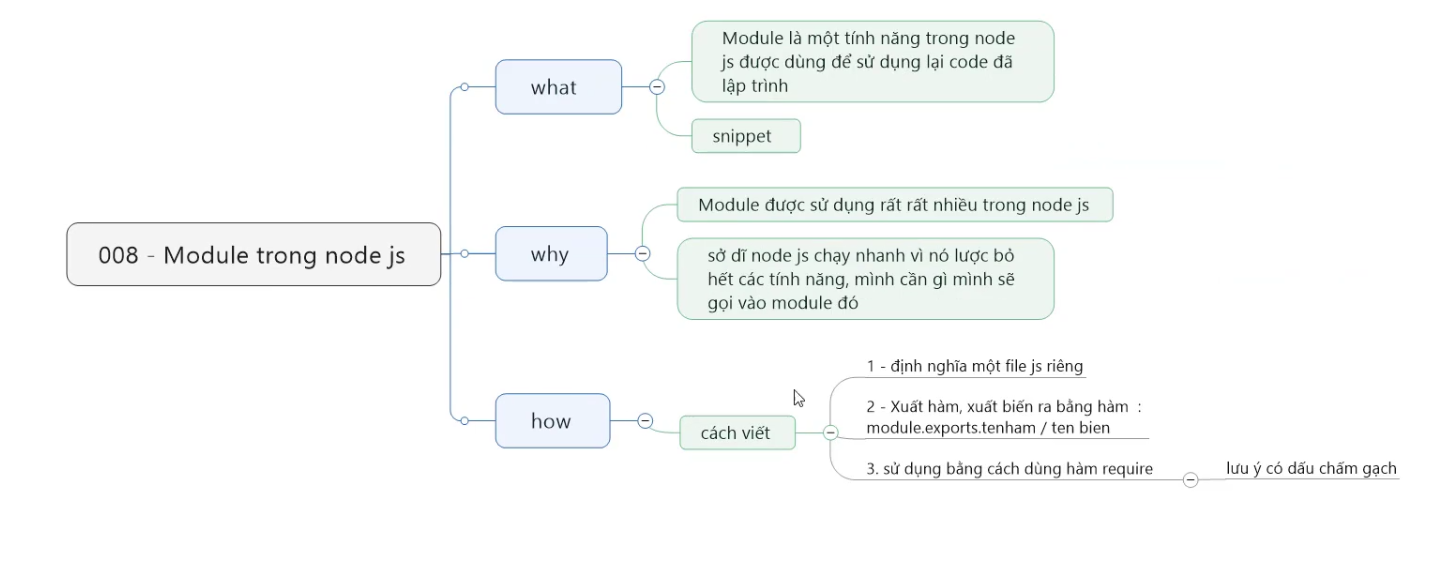 008 - Module trong node js
what
Module là một tính năng trong node
js được dùng để sử dụng lại code đã
lập trình
snippet
why
Module được sử dụng rất rất nhiều trong node js
sở dĩ node js chạy nhanh vì nó lược bỏ
hết các tính năng, mình cần gì mình sẽ
gọi vào module đó
how
cách viết
1 - định nghĩa một file js riêng
2 - Xuất hàm, xuất biến ra bằng hàm :
module.exports.tenham / ten bien
3. sử dụng bằng cách dùng hàm require
lưu ý có dấu chấm gạch